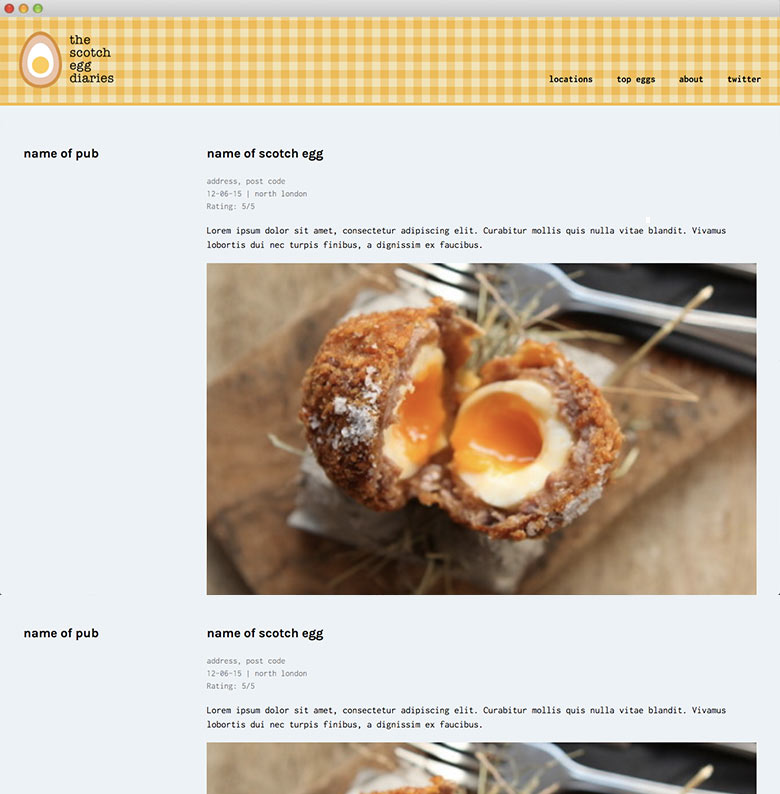 the
scotch
egg
diaries
locations top eggs about twitter
name of pub
name of scotch egg
address, post code
12-06-15 | north london
Rating: 5/5
Lorem ipsum dolor sit amet, consectetur adipiscing elit. Curabitur mollis quis nulla vitae blandit. Vivamus
lobortis dui nec turpis finibus, a dignissim ex faucibus.
name of pub
name of scotch egg
address, post code
12-06-15 | north london
Rating: 5/5
Lorem ipsum dolor sit amet, consectetur adipiscing elit. Curabitur mollis quis nulla vitae blandit. Vivamus
lobortis dui nec turpis finibus, a dignissim ex faucibus.